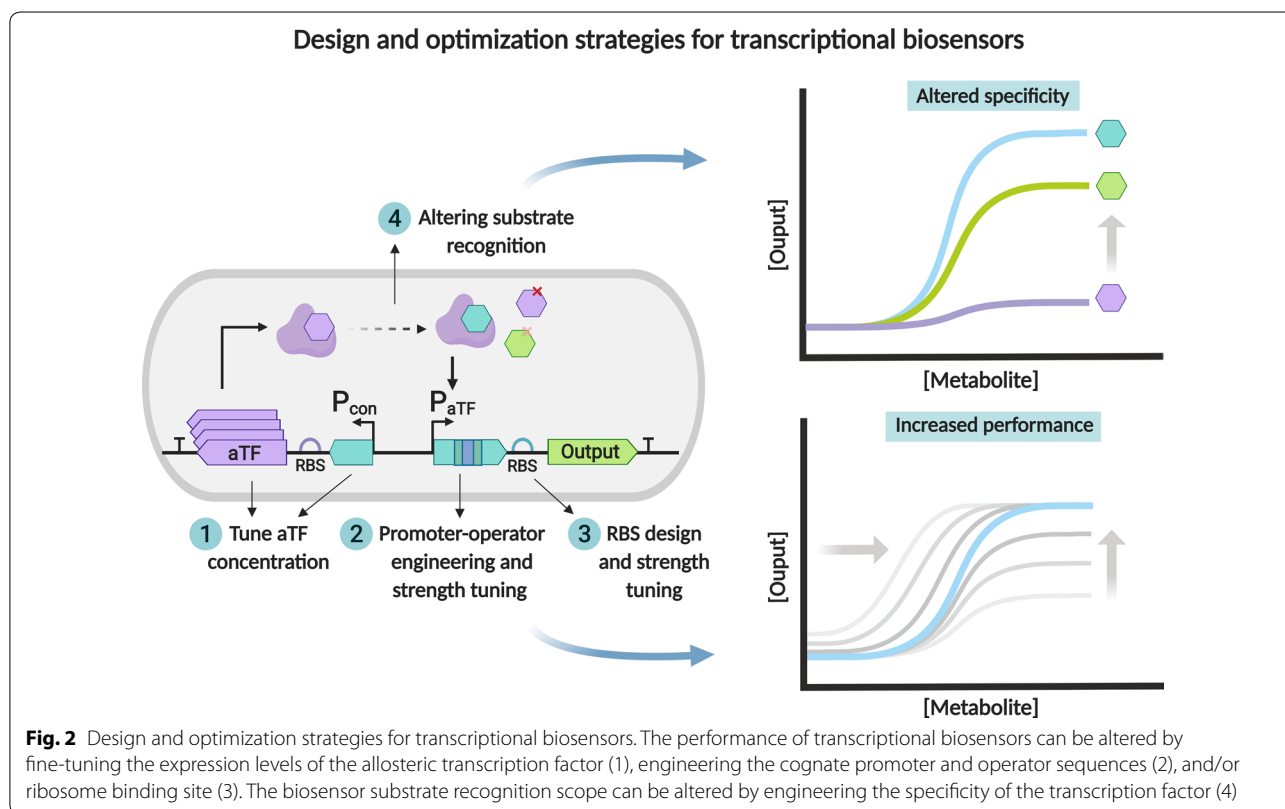 Design and optimization strategies for transcriptional biosensors
Altered specificity
[Ouput]
[Metabolite]
4 Altering substrate
recognition
P_con
P_aTF
aTF
RBS
RBS
Output
1 Tune aTF
concentration
2 Promoter-operator
engineering and
strength tuning
3 RBS design
and strength
tuning
Increased performance
[Ouput]
[Metabolite]
Fig. 2 Design and optimization strategies for transcriptional biosensors. The performance of transcriptional biosensors can be altered by
fine-tuning the expression levels of the allosteric transcription factor (1), engineering the cognate promoter and operator sequences (2), and/or
ribosome binding site (3). The biosensor substrate recognition scope can be altered by engineering the specificity of the transcription factor (4)